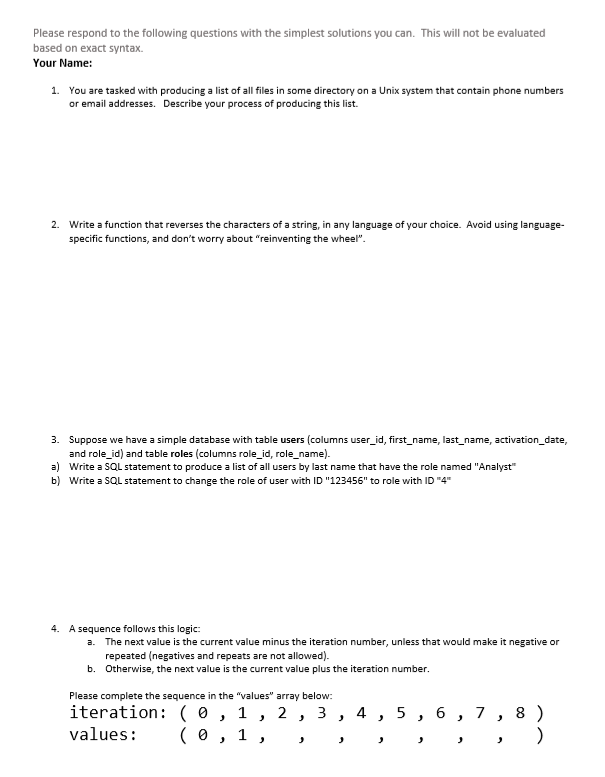 Please respond to the following questions with the simplest solutions you can.  This will not be evaluated
based on exact syntax.
Your Name:
1. You are tasked with producing a list of all files in some directory on a Unix system that contain phone numbers
or email addresses.   Describe your process of producing this list.
2. Write a function that reverses the characters of a string, in any language of your choice.  Avoid using language-
specific functions, and don’t worry about “reinventing the wheel”.
3. Suppose we have a simple database with table users (columns user_id, first_name, last_name, activation_date,
and role_id) and table roles (columns role_id, role_name).
a) Write a SQL statement to produce a list of all users by last name that have the role named "Analyst"
b) Write a SQL statement to change the role of user with ID "123456" to role with ID "4"
4. A sequence follows this logic:
a. The next value is the current value minus the iteration number, unless that would make it negative or
repeated (negatives and repeats are not allowed).
b. Otherwise, the next value is the current value plus the iteration number.
Please complete the sequence in the “values” array below:
iteration: ( 0 , 1 , 2 , 3 , 4 , 5 , 6 , 7 , 8 )
values:    ( 0 , 1 ,   ,   ,   ,   ,   ,   ,   )